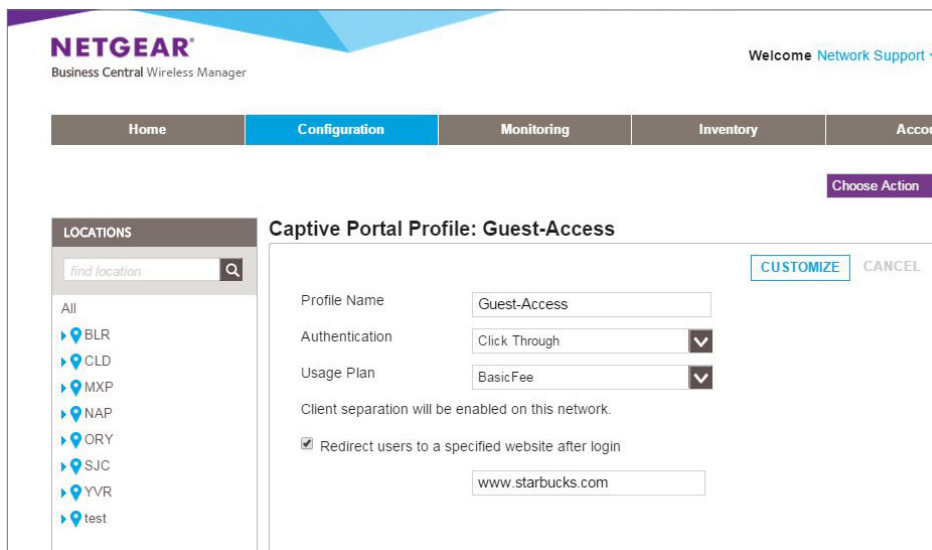 NETGEAR®
Business Central Wireless Manager
Welcome Network Support
Home Configuration Monitoring Inventory Accou
Choose Action
LOCATIONS
find location
All
BLR
CLD
MXP
NAP
ORY
SJC
YVR
test
Captive Portal Profile: Guest-Access
CUSTOMIZE CANCEL
Profile Name Guest-Access
Authentication Click Through
Usage Plan BasicFee
Client separation will be enabled on this network.
Redirect users to a specified website after login
www.starbucks.com